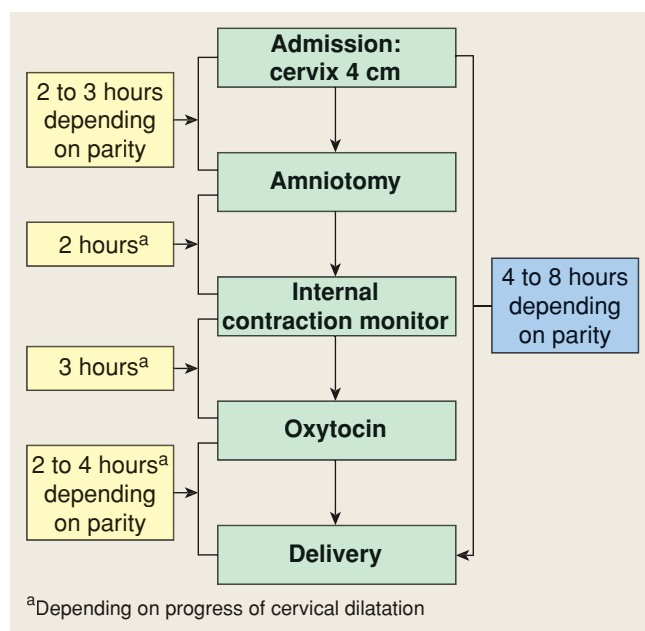 Admission:
cervix 4 cm
2 to 3 hours
depending
on parity
Amniotomy
2 hoursa
Internal
contraction monitor
4 to 8 hours
depending
on parity
3 hoursa
Oxytocin
2 to 4 hoursa
depending
on parity
Delivery
aDepending on progress of cervical dilatation